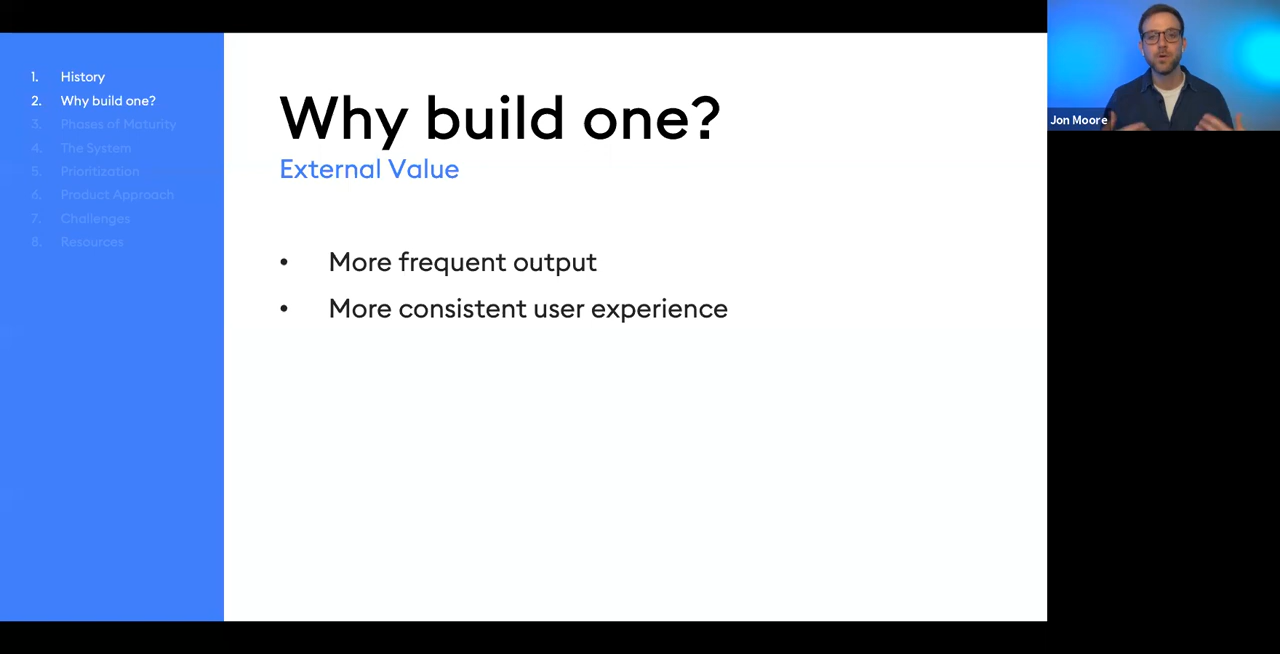 1. History
2. Why build one?
3. Phases of Maturity
4. The System
5. Prioritization
6. Product Approach
7. Challenges
8. Resources
Why build one?
External Value
• More frequent output
• More consistent user experience
Jon Moore